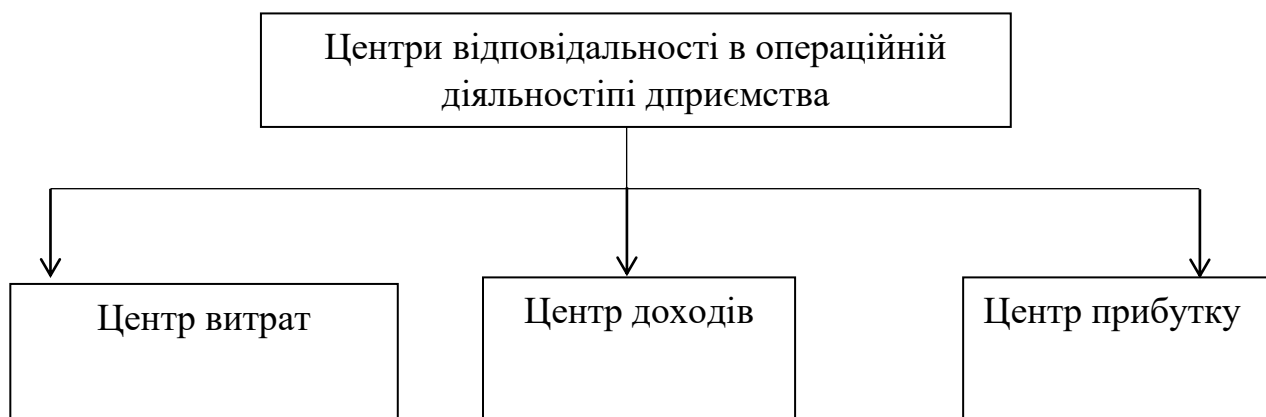 Центри відповідальності в операційній
діяльностіпі дприємства
Центр витрат
Центр доходів
Центр прибутку